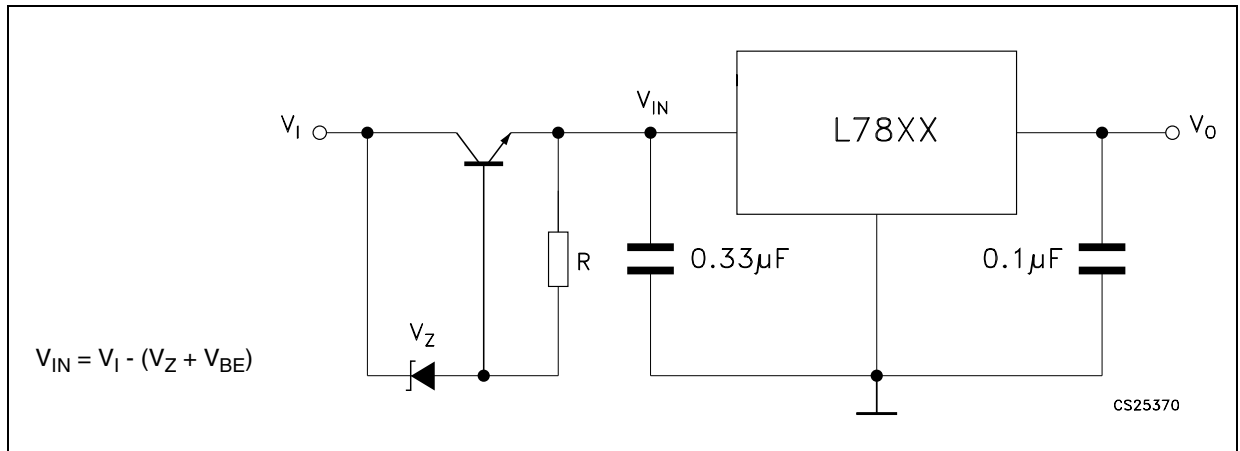 V_IN
V_I
L78XX
V_O
R
0.33µF
0.1µF
V_Z
V_IN = V_I - (V_Z + V_BE)
CS25370